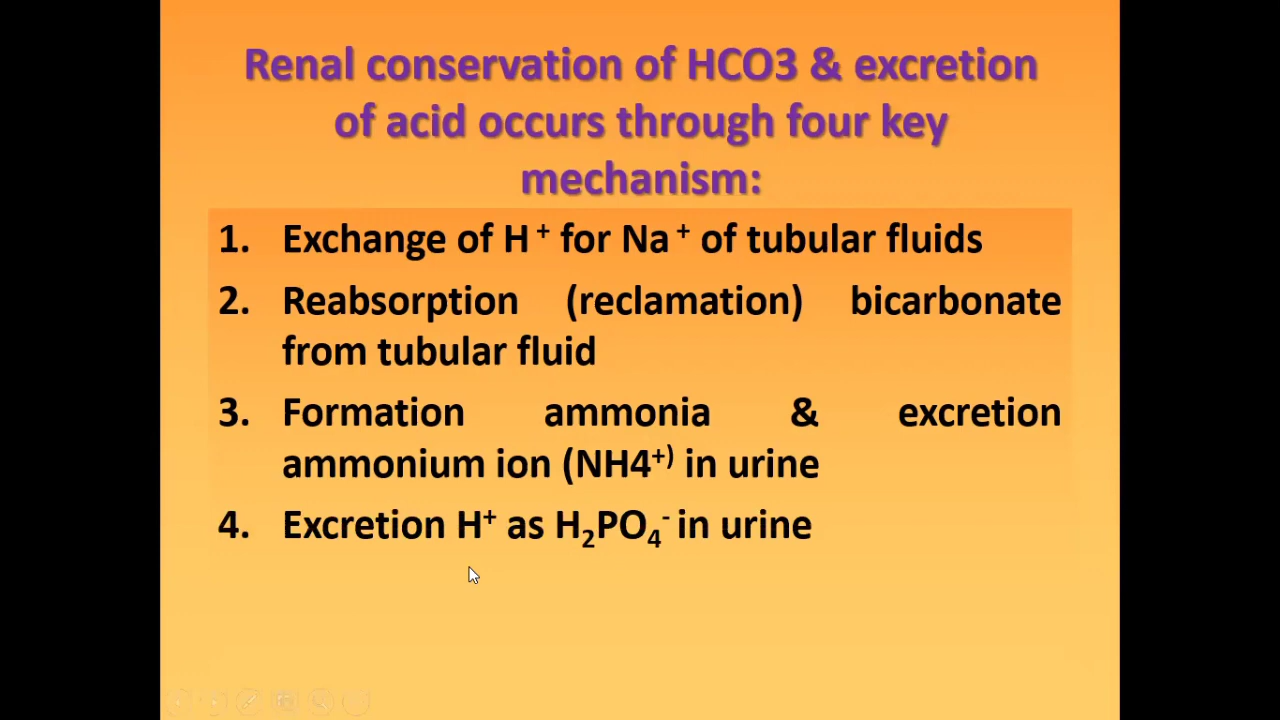 Renal conservation of HCO3 & excretion
of acid occurs through four key
mechanism:
1. Exchange of H⁺ for Na⁺ of tubular fluids
2. Reabsorption (reclamation) bicarbonate
from tubular fluid
3. Formation ammonia & excretion
ammonium ion (NH4⁺⁾ in urine
4. Excretion H⁺ as H₂PO₄⁻ in urine